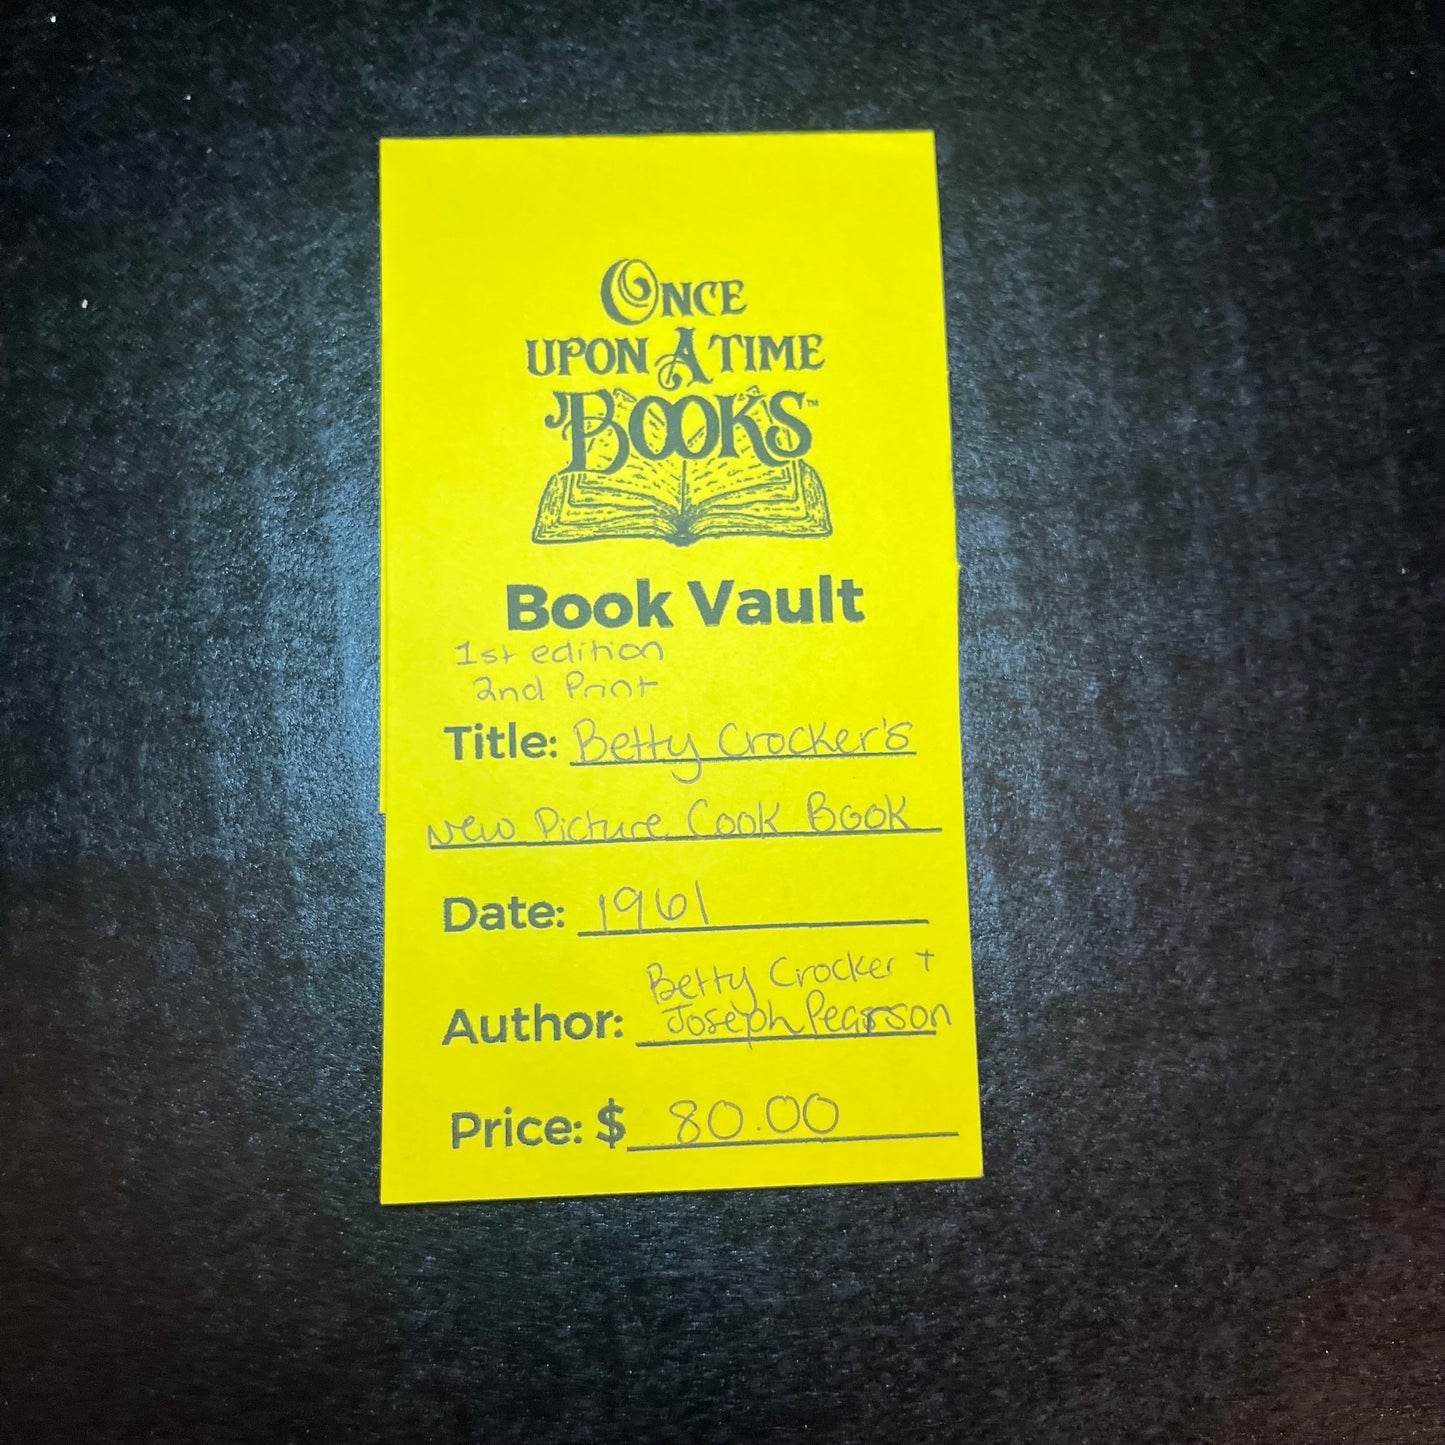 ONCE
UPON A TIME
BOOKS™
Book Vault
1st edition
2nd Print
Title: Betty Crocker's
New Picture Cook Book
Date: 1961
Betty Crocker +
Author: Joseph Pearson
Price: $ 80.00